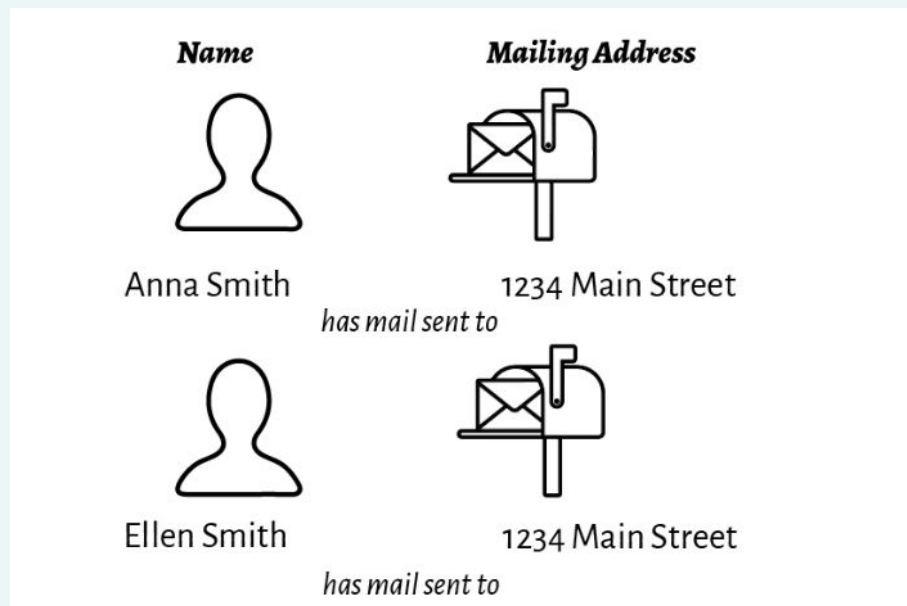 Name Mailing Address
Anna Smith 1234 Main Street
has mail sent to
Ellen Smith 1234 Main Street
has mail sent to